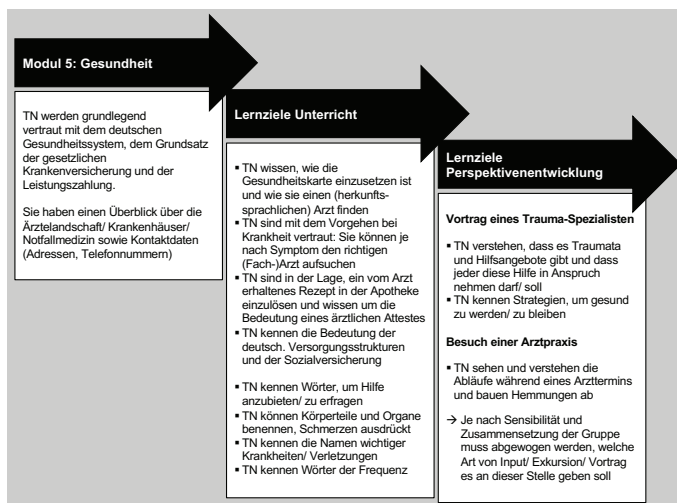 Modul 5: Gesundheit
TN werden grundlegend
vertraut mit dem deutschen
Gesundheitssystem, dem Grundsatz
der gesetzlichen
Krankenversicherung und der
Leistungszahlung.
Sie haben einen Überblick über die
Ärztelandschaft/ Krankenhäuser/
Notfallmedizin sowie Kontaktdaten
(Adressen, Telefonnummern)
Lernziele Unterricht
▪ TN wissen, wie die
Gesundheitskarte einzusetzen ist
und wie sie einen (herkunfts-
sprachlichen) Arzt finden
▪ TN sind mit dem Vorgehen bei
Krankheit vertraut: Sie können je
nach Symptom den richtigen
(Fach-)Arzt aufsuchen
▪ TN sind in der Lage, ein vom Arzt
erhaltenes Rezept in der Apotheke
einzulösen und wissen um die
Bedeutung eines ärztlichen Attestes
▪ TN kennen die Bedeutung der
deutsch. Versorgungsstrukturen
und der Sozialversicherung
▪ TN kennen Wörter, um Hilfe
anzubieten/ zu erfragen
▪ TN können Körperteile und Organe
benennen, Schmerzen ausdrückt
▪ TN kennen die Namen wichtiger
Krankheiten/ Verletzungen
▪ TN kennen Wörter der Frequenz
Lernziele
Perspektivenentwicklung
Vortrag eines Trauma-Spezialisten
▪ TN verstehen, dass es Traumata
und Hilfsangebote gibt und dass
jeder diese Hilfe in Anspruch
nehmen darf/ soll
▪ TN kennen Strategien, um gesund
zu werden/ zu bleiben
Besuch einer Arztpraxis
▪ TN sehen und verstehen die
Abläufe während eines Arzttermins
und bauen Hemmungen ab
→ Je nach Sensibilität und
Zusammensetzung der Gruppe
muss abgewogen werden, welche
Art von Input/ Exkursion/ Vortrag
es an dieser Stelle geben soll